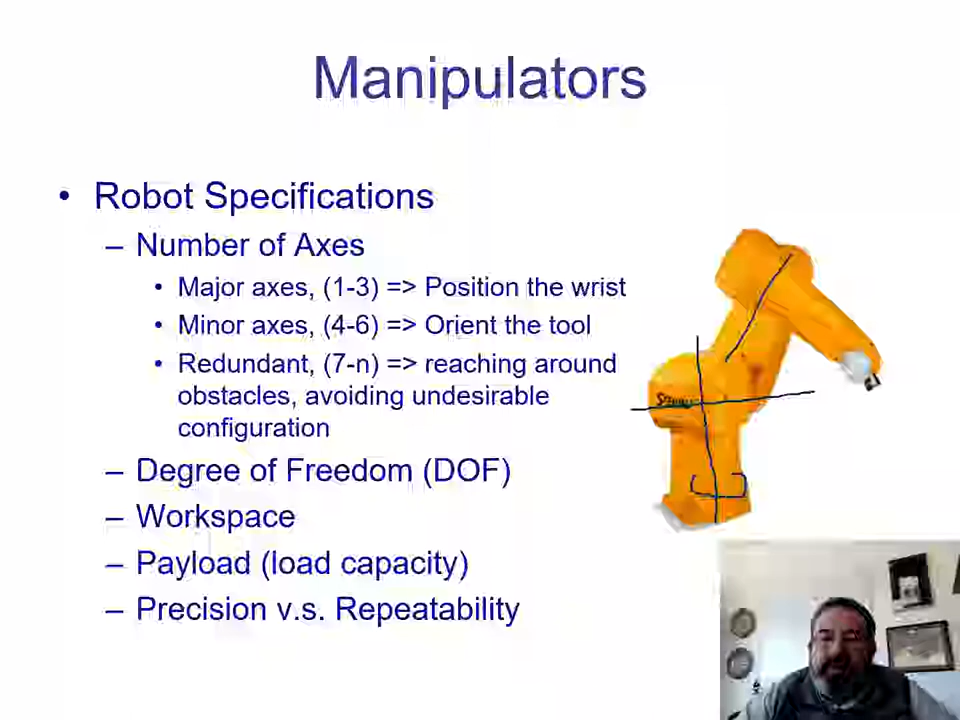 Manipulators
• Robot Specifications
– Number of Axes
• Major axes, (1-3) => Position the wrist
• Minor axes, (4-6) => Orient the tool
• Redundant, (7-n) => reaching around
obstacles, avoiding undesirable
configuration
– Degree of Freedom (DOF)
– Workspace
– Payload (load capacity)
– Precision v.s. Repeatability